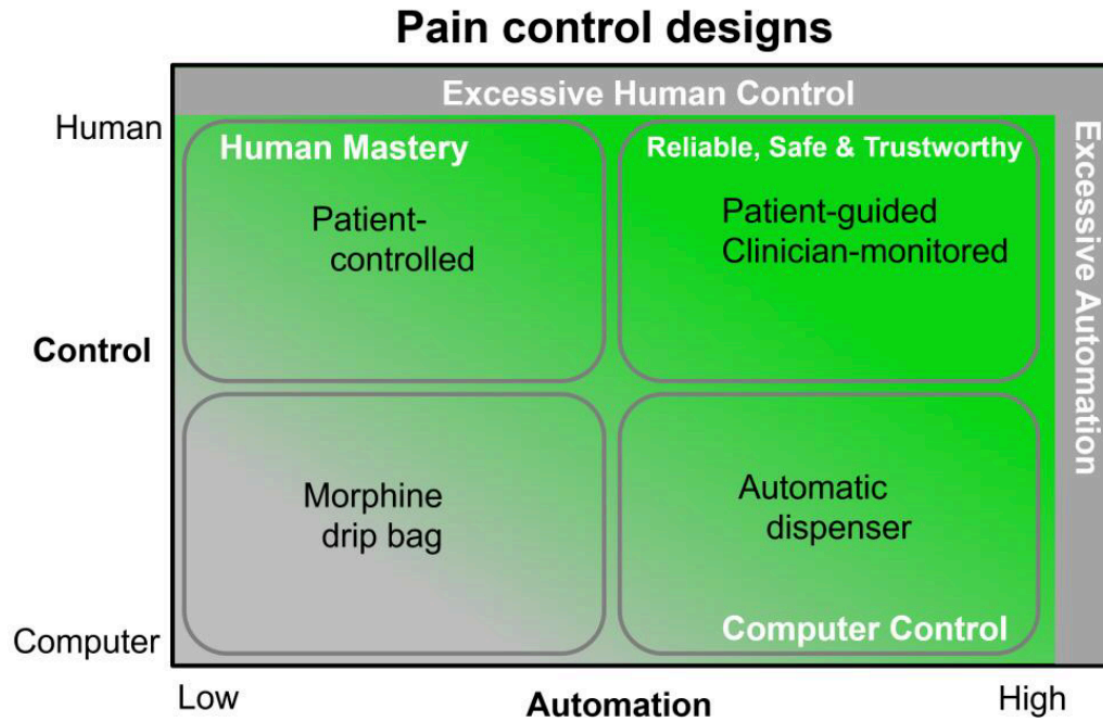 Pain control designs
Excessive Human Control
Human
Human Mastery
Reliable, Safe & Trustworthy
Patient-
controlled
Patient-guided
Clinician-monitored
Excessive Automation
Control
Morphine
drip bag
Automatic
dispenser
Computer Control
Computer
Low
Automation
High